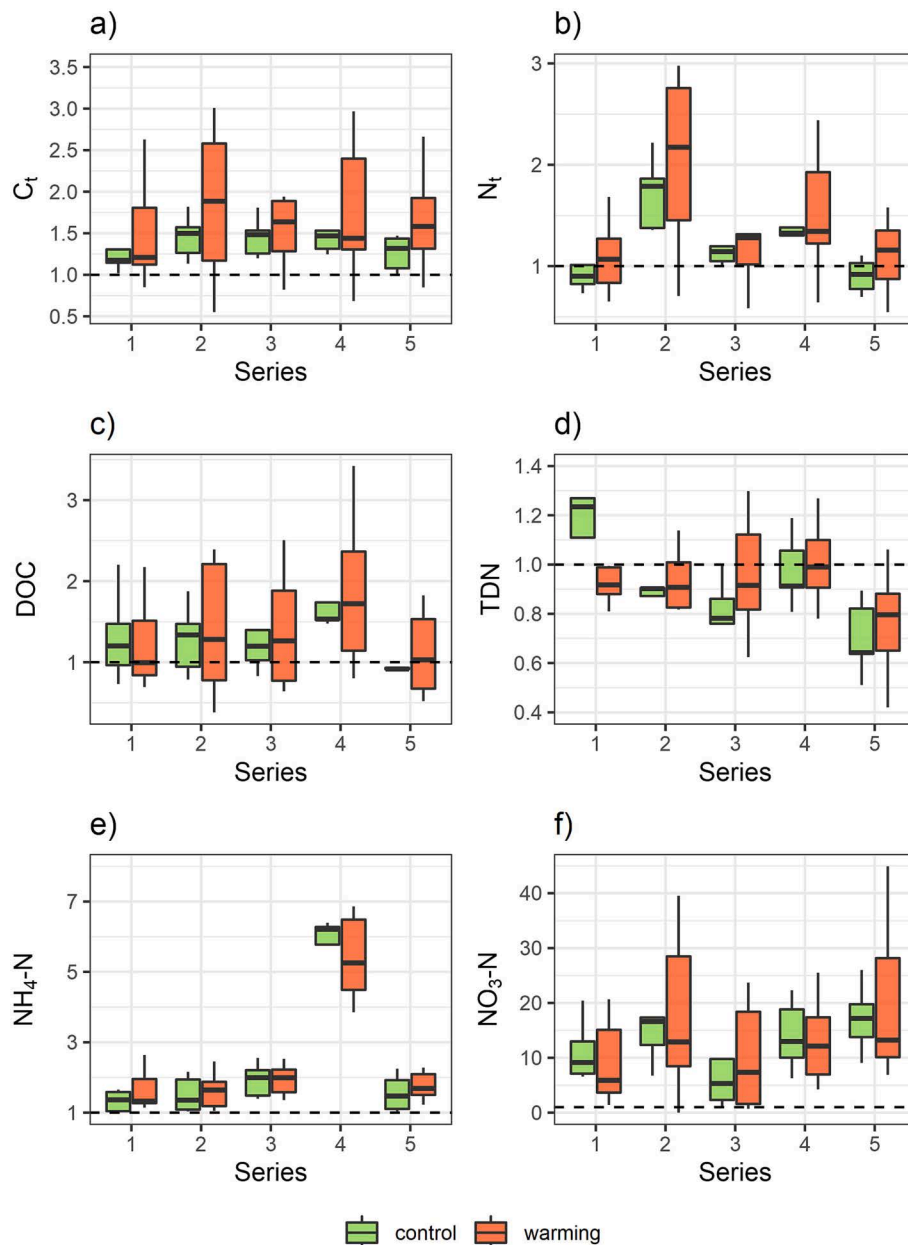 a)
C_t
3.5
3.0
2.5
2.0
1.5
1.0
0.5
1 2 3 4 5
Series
b)
N_t
3
2
1
1 2 3 4 5
Series
c)
DOC
3
2
1
1 2 3 4 5
Series
d)
TDN
1.4
1.2
1.0
0.8
0.6
0.4
1 2 3 4 5
Series
e)
NH₄-N
7
5
3
1
1 2 3 4 5
Series
f)
NO₃-N
40
30
20
10
0
1 2 3 4 5
Series
control warming